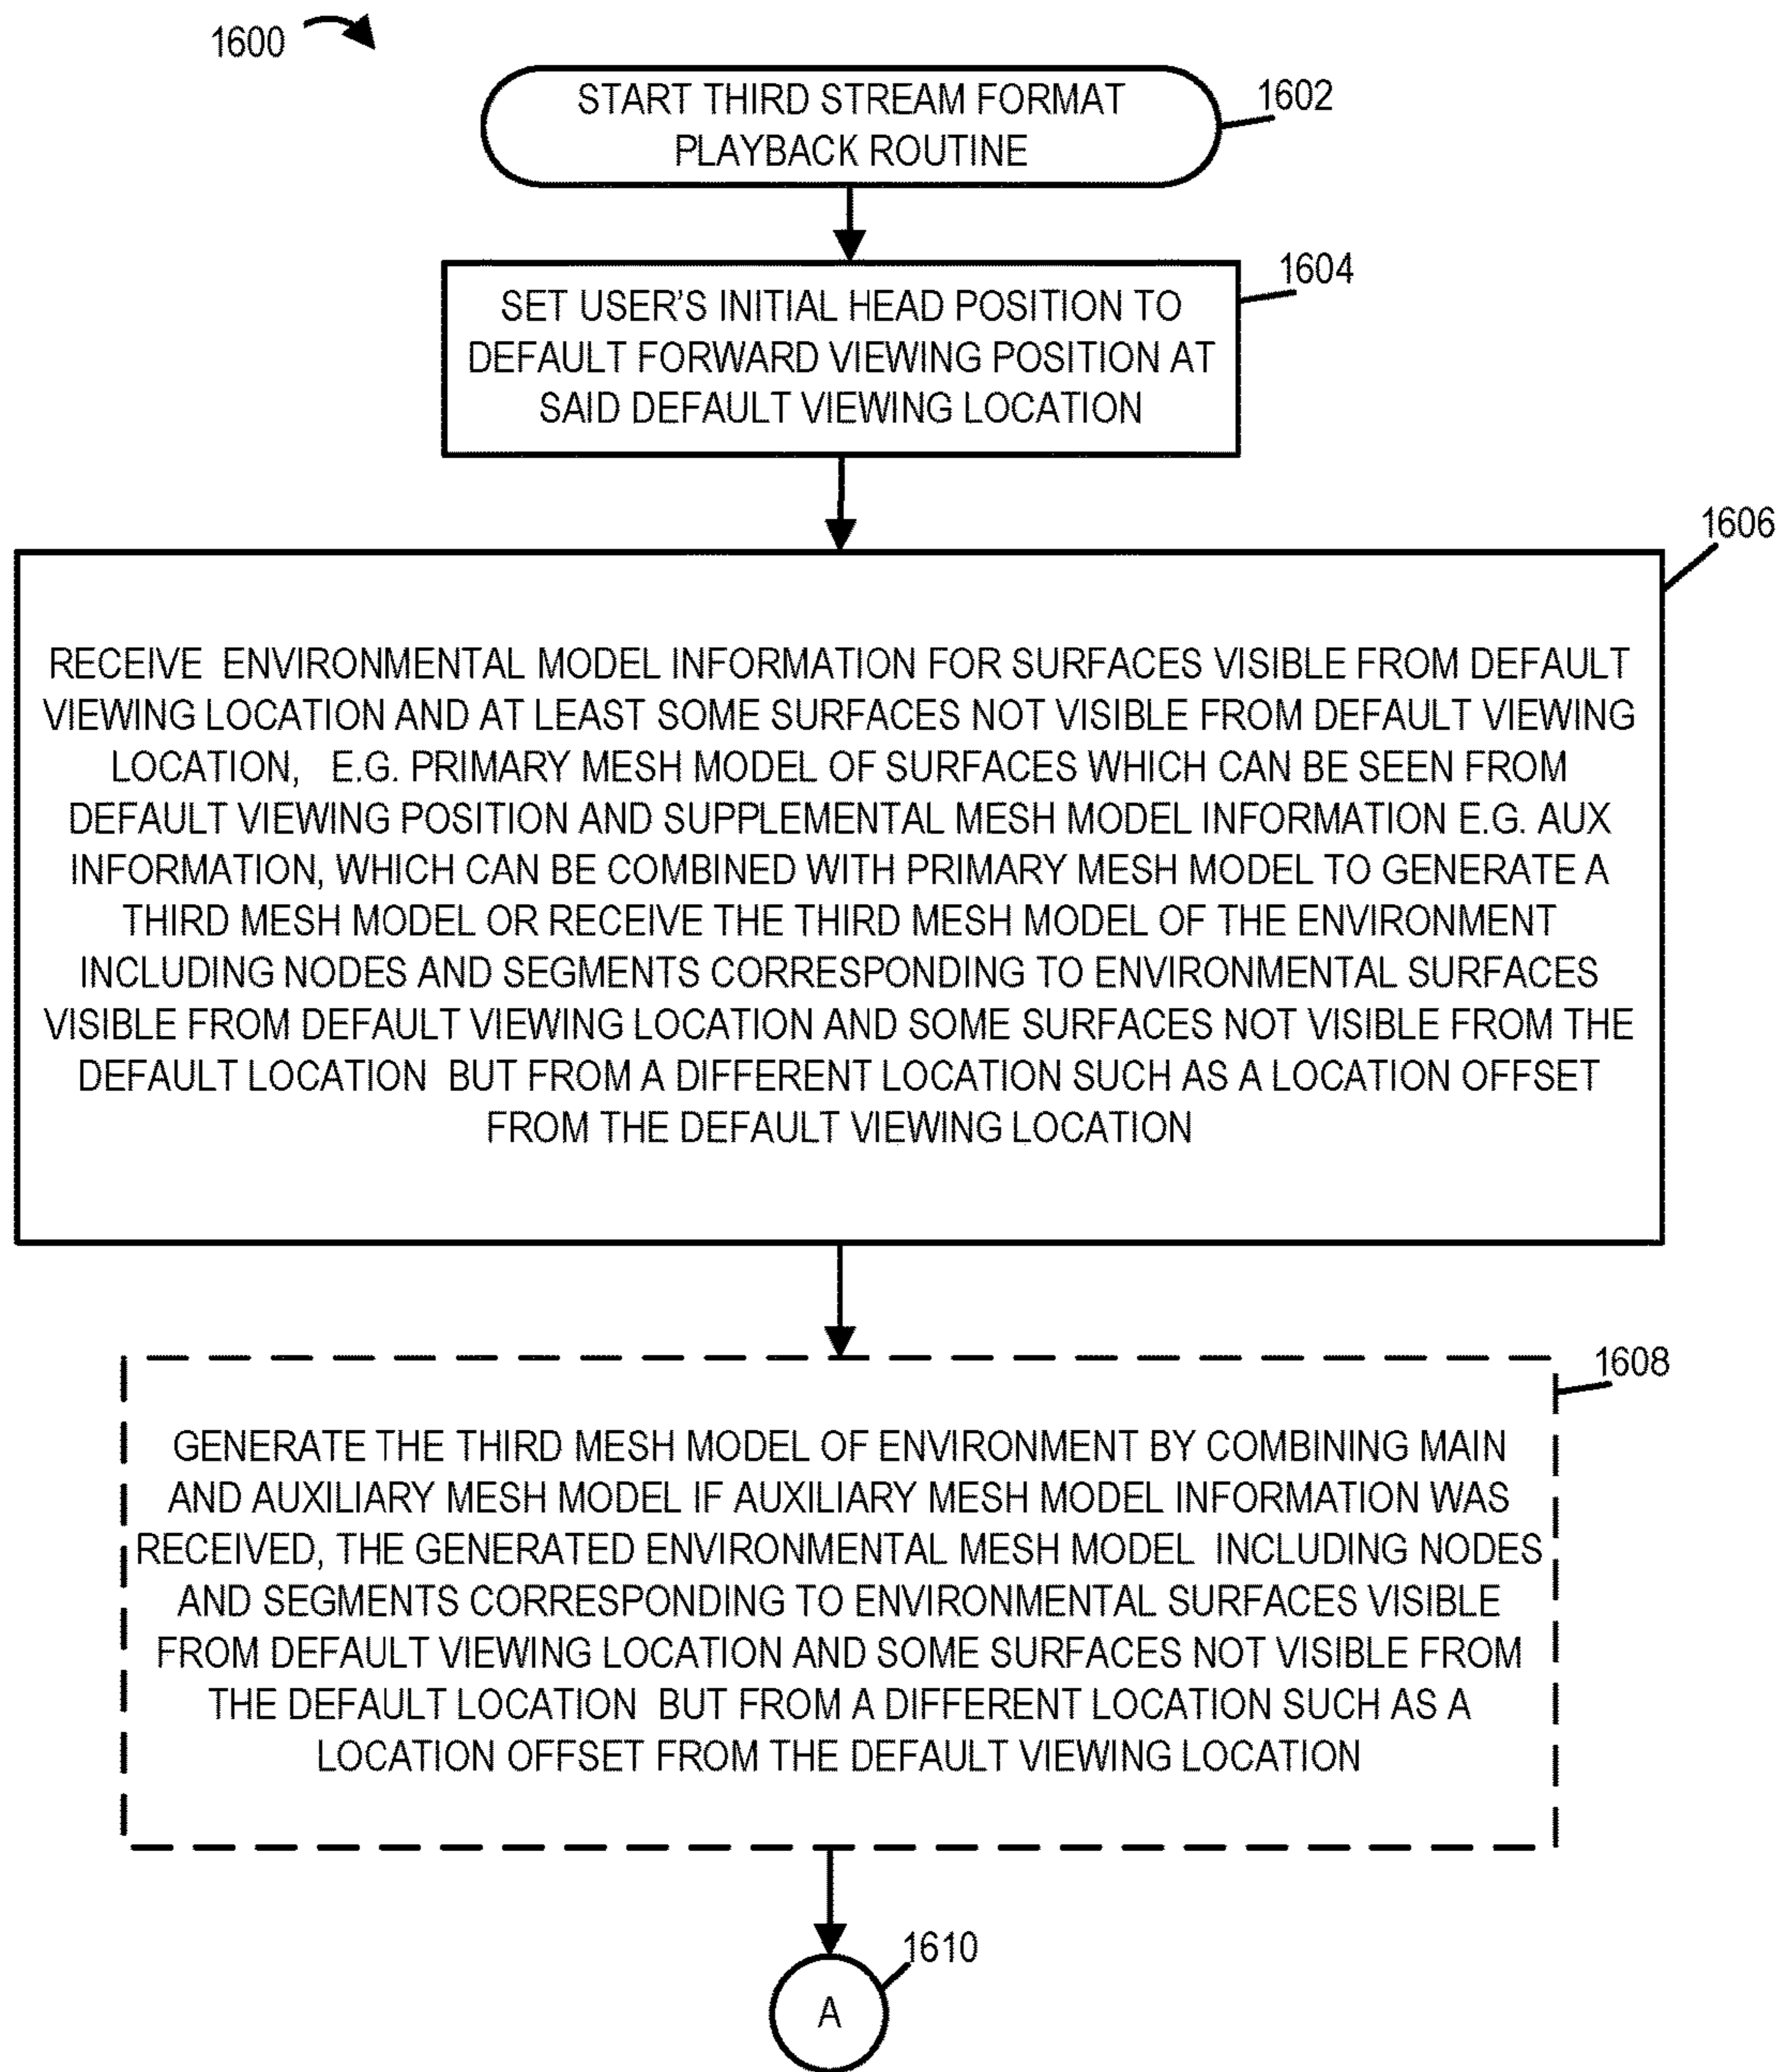 1600
START THIRD STREAM FORMAT
PLAYBACK ROUTINE
1602
SET USER'S INITIAL HEAD POSITION TO
DEFAULT FORWARD VIEWING POSITION AT
SAID DEFAULT VIEWING LOCATION
1604
1606
RECEIVE ENVIRONMENTAL MODEL INFORMATION FOR SURFACES VISIBLE FROM DEFAULT
VIEWING LOCATION AND AT LEAST SOME SURFACES NOT VISIBLE FROM DEFAULT VIEWING
LOCATION, E.G. PRIMARY MESH MODEL OF SURFACES WHICH CAN BE SEEN FROM
DEFAULT VIEWING POSITION AND SUPPLEMENTAL MESH MODEL INFORMATION E.G. AUX
INFORMATION, WHICH CAN BE COMBINED WITH PRIMARY MESH MODEL TO GENERATE A
THIRD MESH MODEL OR RECEIVE THE THIRD MESH MODEL OF THE ENVIRONMENT
INCLUDING NODES AND SEGMENTS CORRESPONDING TO ENVIRONMENTAL SURFACES
VISIBLE FROM DEFAULT VIEWING LOCATION AND SOME SURFACES NOT VISIBLE FROM THE
DEFAULT LOCATION BUT FROM A DIFFERENT LOCATION SUCH AS A LOCATION OFFSET
FROM THE DEFAULT VIEWING LOCATION
1608
GENERATE THE THIRD MESH MODEL OF ENVIRONMENT BY COMBINING MAIN
AND AUXILIARY MESH MODEL IF AUXILIARY MESH MODEL INFORMATION WAS
RECEIVED, THE GENERATED ENVIRONMENTAL MESH MODEL INCLUDING NODES
AND SEGMENTS CORRESPONDING TO ENVIRONMENTAL SURFACES VISIBLE
FROM DEFAULT VIEWING LOCATION AND SOME SURFACES NOT VISIBLE FROM
THE DEFAULT LOCATION BUT FROM A DIFFERENT LOCATION SUCH AS A
LOCATION OFFSET FROM THE DEFAULT VIEWING LOCATION
1610
A